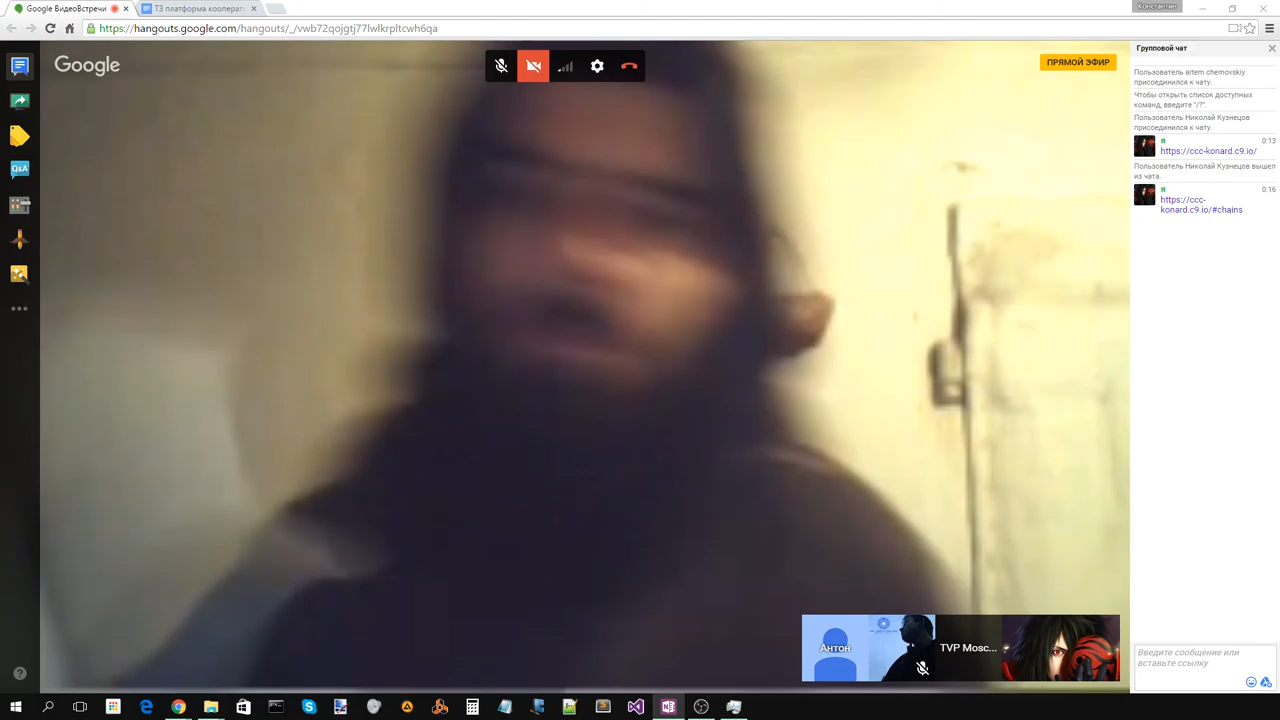 Google ВидеоВстречи
ТЗ платформа кооперат
Константин
https://hangouts.google.com/hangouts/_/vwb72qojgtj77lwlkrpltcwh6qa
Google
ПРЯМОЙ ЭФИР
Групповой чат
Пользователь artem chernovskiy
присоединился к чату.
Чтобы открыть список доступных
команд, введите "/?".
Пользователь Николай Кузнецов
присоединился к чату.
я
0:13
https://ccc-konard.c9.io/
Пользователь Николай Кузнецов вышел
из чата.
я
0:16
https://ccc-
konard.c9.io/#chains
Q&A
Антон
TVP Mosc...
Введите сообщение или
вставьте ссылку